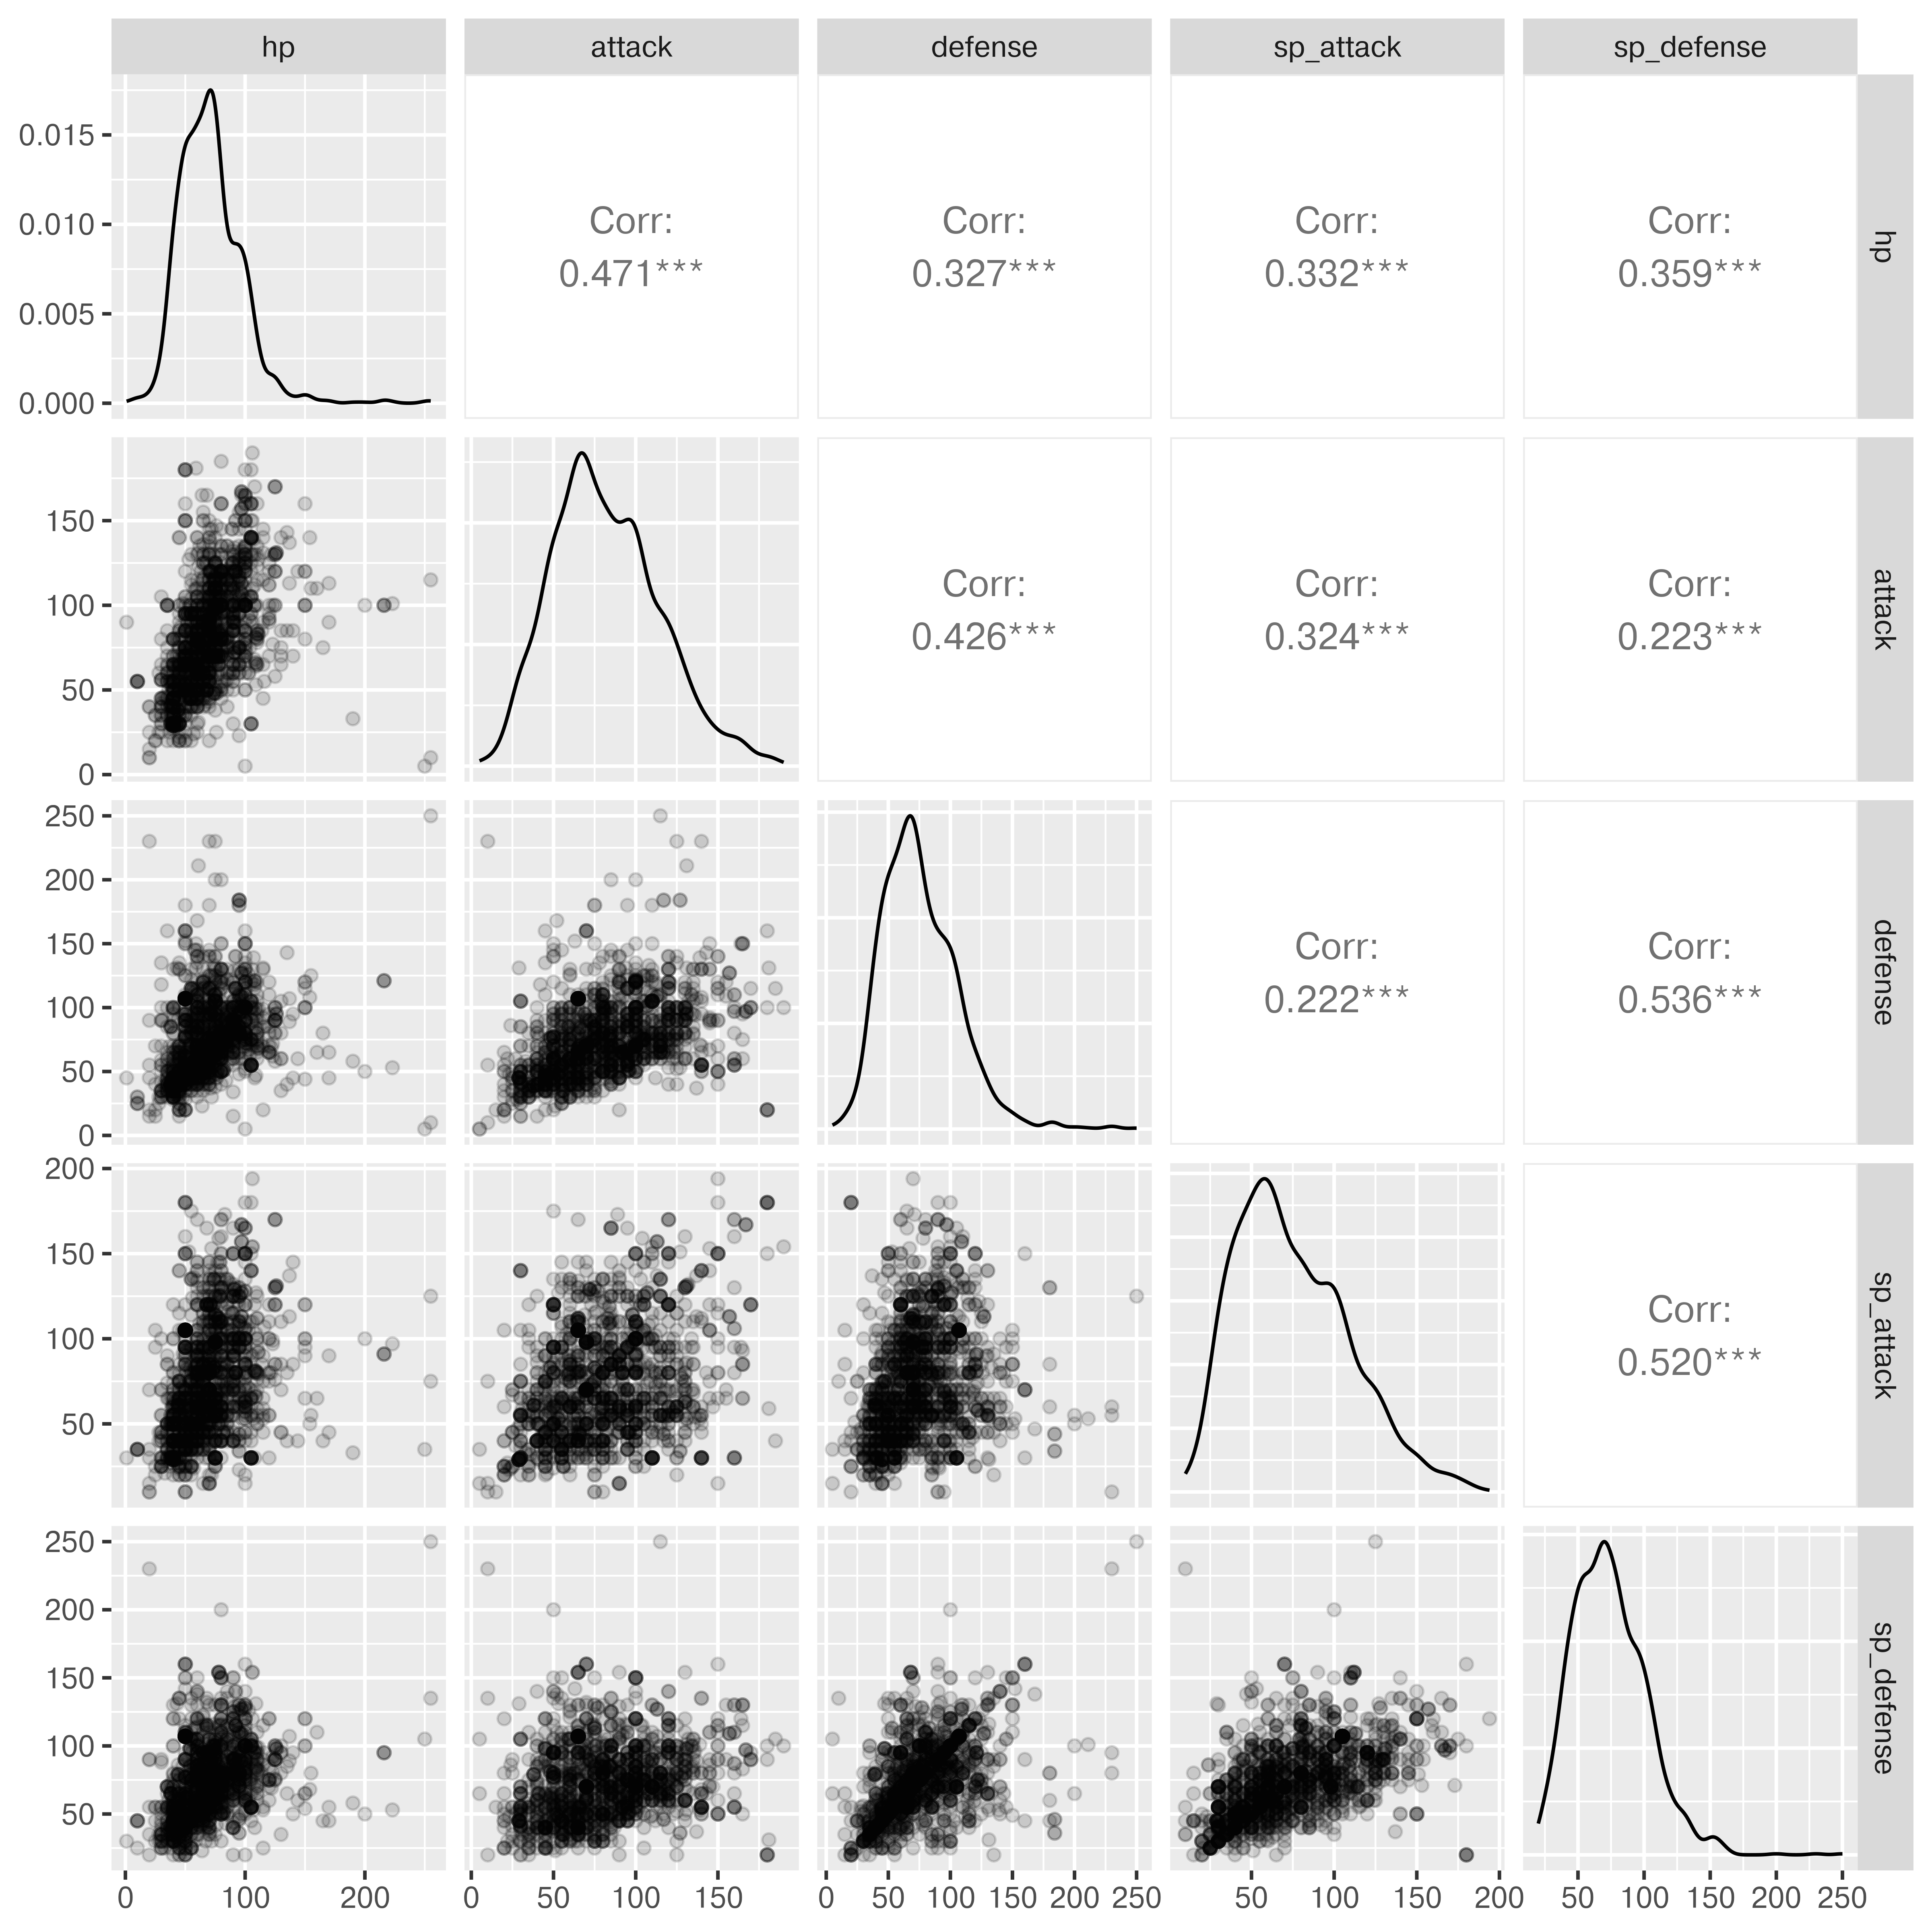 hp
attack
defense
sp_attack
sp_defense
0.015
0.010
0.005
0.000
Corr:
0.471***
Corr:
0.327***
Corr:
0.332***
Corr:
0.359***
hp
150
100
50
0
Corr:
0.426***
Corr:
0.324***
Corr:
0.223***
attack
250
200
150
100
50
0
Corr:
0.222***
Corr:
0.536***
defense
200
150
100
50
Corr:
0.520***
sp_attack
250
200
150
100
50
sp_defense
0 100 200
0 50 100 150
0 50 100 150 200 250
50 100 150 200
50 100 150 200 250